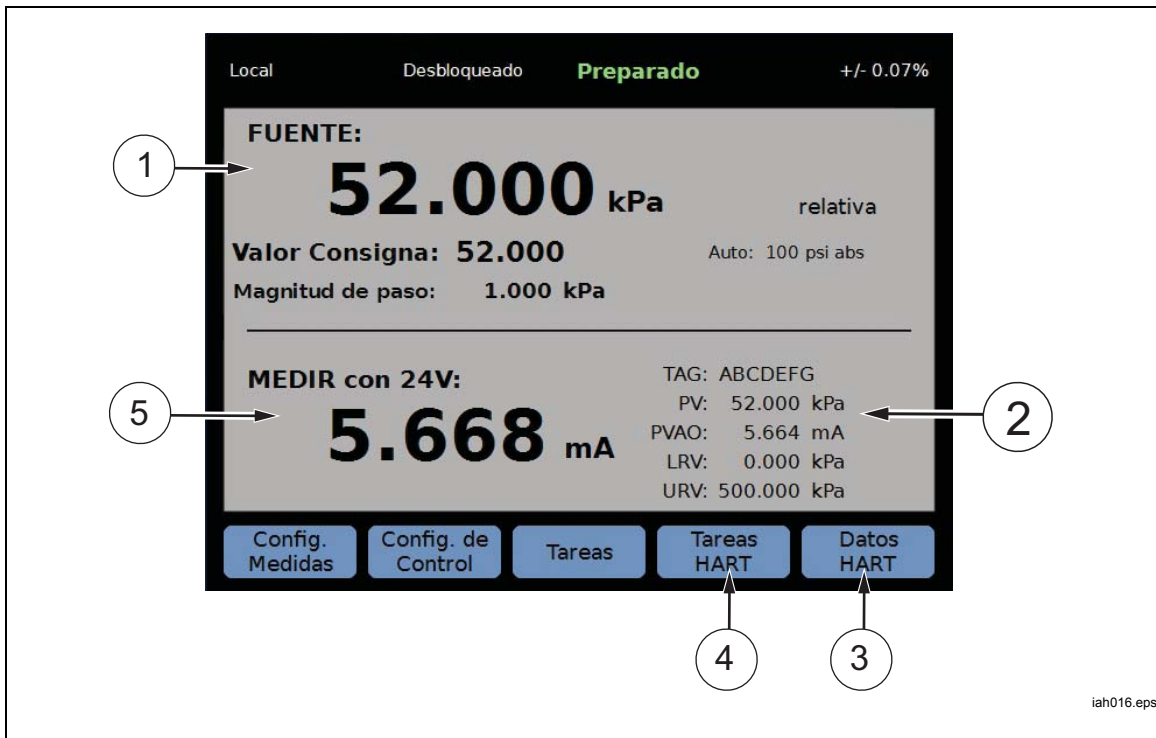 Local Desbloqueado Preparado +/- 0.07%
FUENTE:
1
52.000 kPa relativa
Valor Consigna: 52.000 Auto: 100 psi abs
Magnitud de paso: 1.000 kPa
MEDIR con 24V:
5
5.668 mA
TAG: ABCDEFG
PV: 52.000 kPa
PVAO: 5.664 mA
LRV: 0.000 kPa
URV: 500.000 kPa
2
Config. Medidas
Config. de Control
Tareas
Tareas HART
Datos HART
4
3
iah016.eps